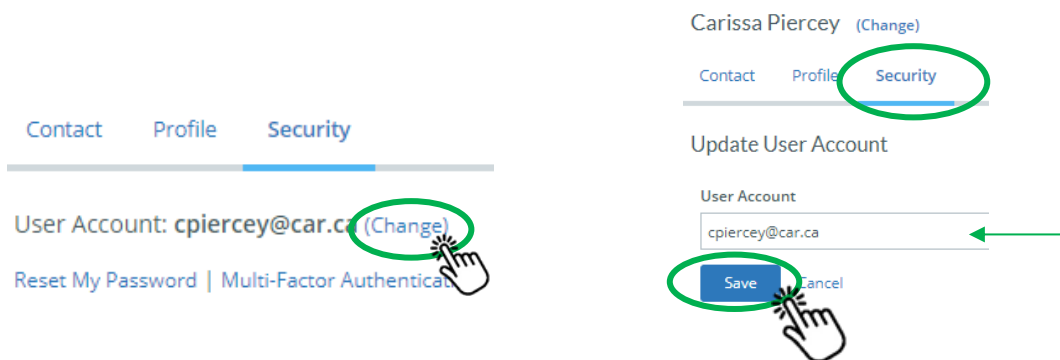 Contact Profile Security
User Account: cpiercey@car.ca (Change)
Reset My Password | Multi-Factor
Carissa Piercey (Change)
Contact Profile Security
Update User Account
User Account
cpiercey@car.ca
Save Cancel